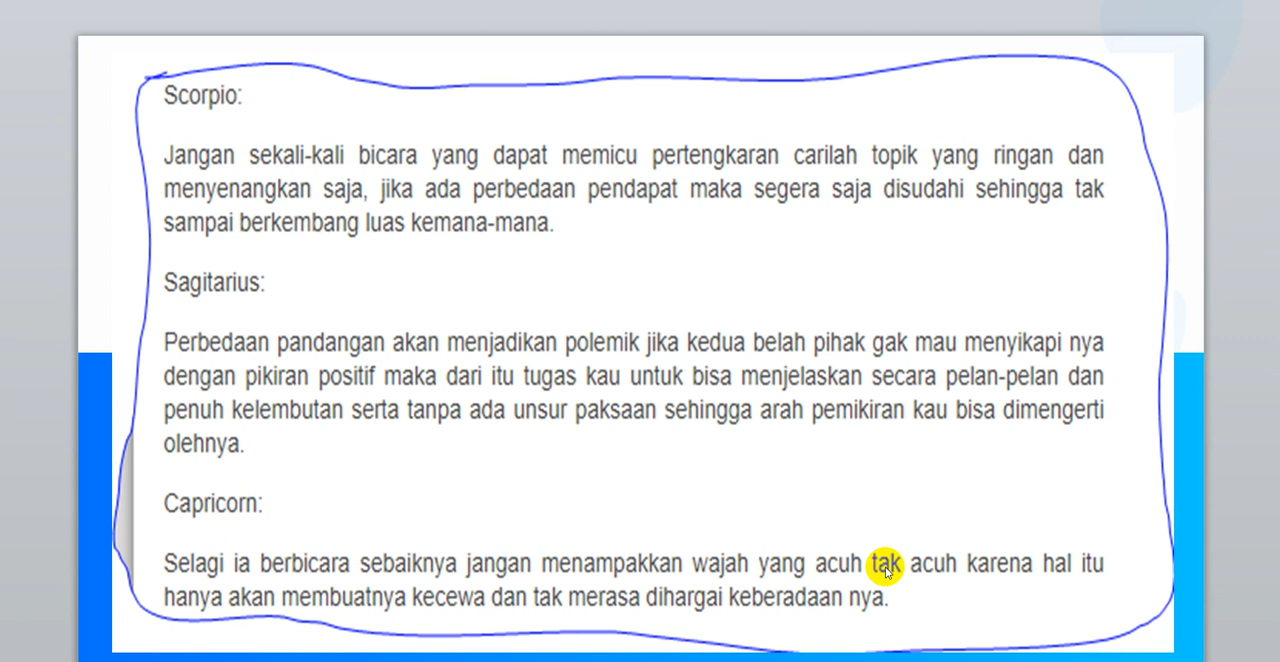 Scorpio:
Jangan sekali-kali bicara yang dapat memicu pertengkaran carilah topik yang ringan dan
menyenangkan saja, jika ada perbedaan pendapat maka segera saja disudahi sehingga tak
sampai berkembang luas kemana-mana.
Sagitarius:
Perbedaan pandangan akan menjadikan polemik jika kedua belah pihak gak mau menyikapi nya
dengan pikiran positif maka dari itu tugas kau untuk bisa menjelaskan secara pelan-pelan dan
penuh kelembutan serta tanpa ada unsur paksaan sehingga arah pemikiran kau bisa dimengerti
olehnya.
Capricorn:
Selagi ia berbicara sebaiknya jangan menampakkan wajah yang acuh tak acuh karena hal itu
hanya akan membuatnya kecewa dan tak merasa dihargai keberadaan nya.